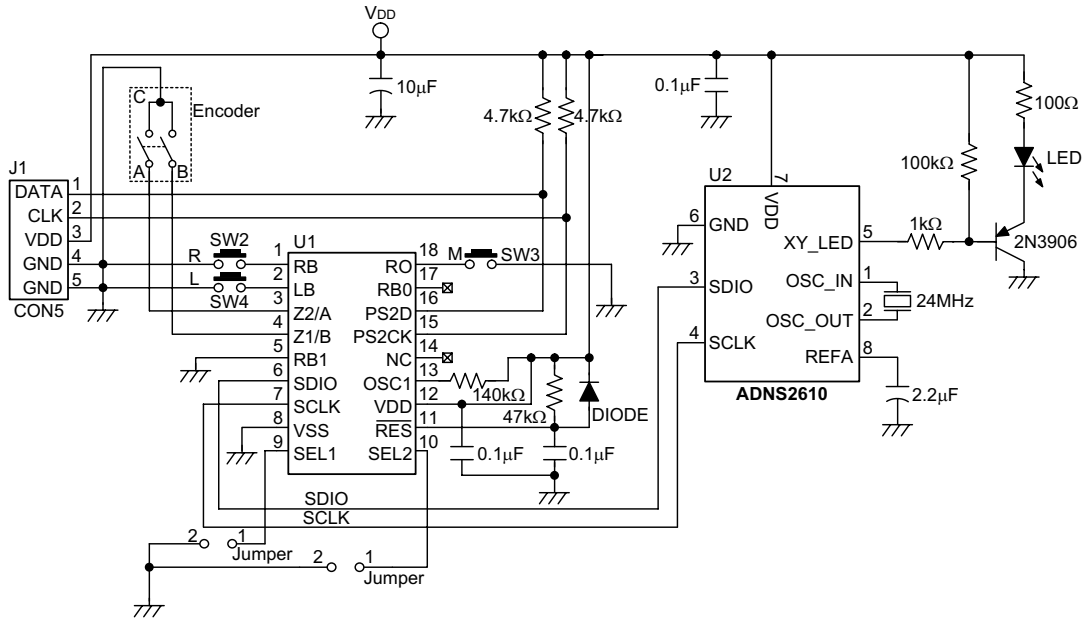 VDD
10μF
0.1μF
4.7kΩ
4.7kΩ
100Ω
LED
100kΩ
1kΩ
2N3906
C
Encoder
A
B
J1
DATA 1
CLK 2
VDD 3
GND 4
GND 5
CON5
R
SW2
L
SW4
U1
1 RB
2 LB
3 Z2/A
4 Z1/B
5 RB1
6 SDIO
7 SCLK
8 VSS
9 SEL1
RO 18
RB0 17
PS2D 16
PS2CK 15
NC 14
OSC1 13
VDD 12
RES 11
SEL2 10
M
SW3
140kΩ
47kΩ
DIODE
0.1μF
0.1μF
U2
7
VDD
6 GND
3 SDIO
4 SCLK
XY_LED 5
OSC_IN 1
OSC_OUT 2
REFA 8
ADNS2610
24MHz
2.2μF
SDIO
SCLK
2
1
Jumper
2
1
Jumper